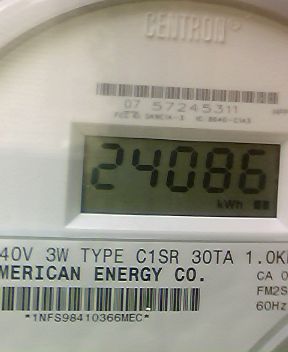 CENTRON
07 57245311
24086
kWh
40V 3W TYPE C1SR 30TA 1.0K
MERICAN ENERGY CO.
CA 0
FM2S
60Hz
*1NFS98410366MEC*